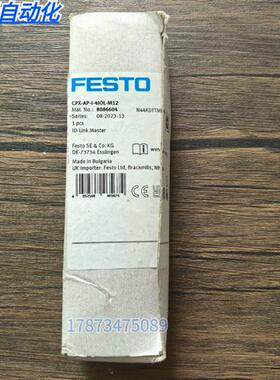 自动化
FESTO
CPX-AP-I-4IOL-M12
Mat. No.: 8086604
Series: 08-2023-13
1 pcs
IO-Link Master
Festo SE & Co. KG
DE-73734 Esslingen
Made in Bulgaria
UK Importer: Festo Ltd, Brackmills, NN
17873475089